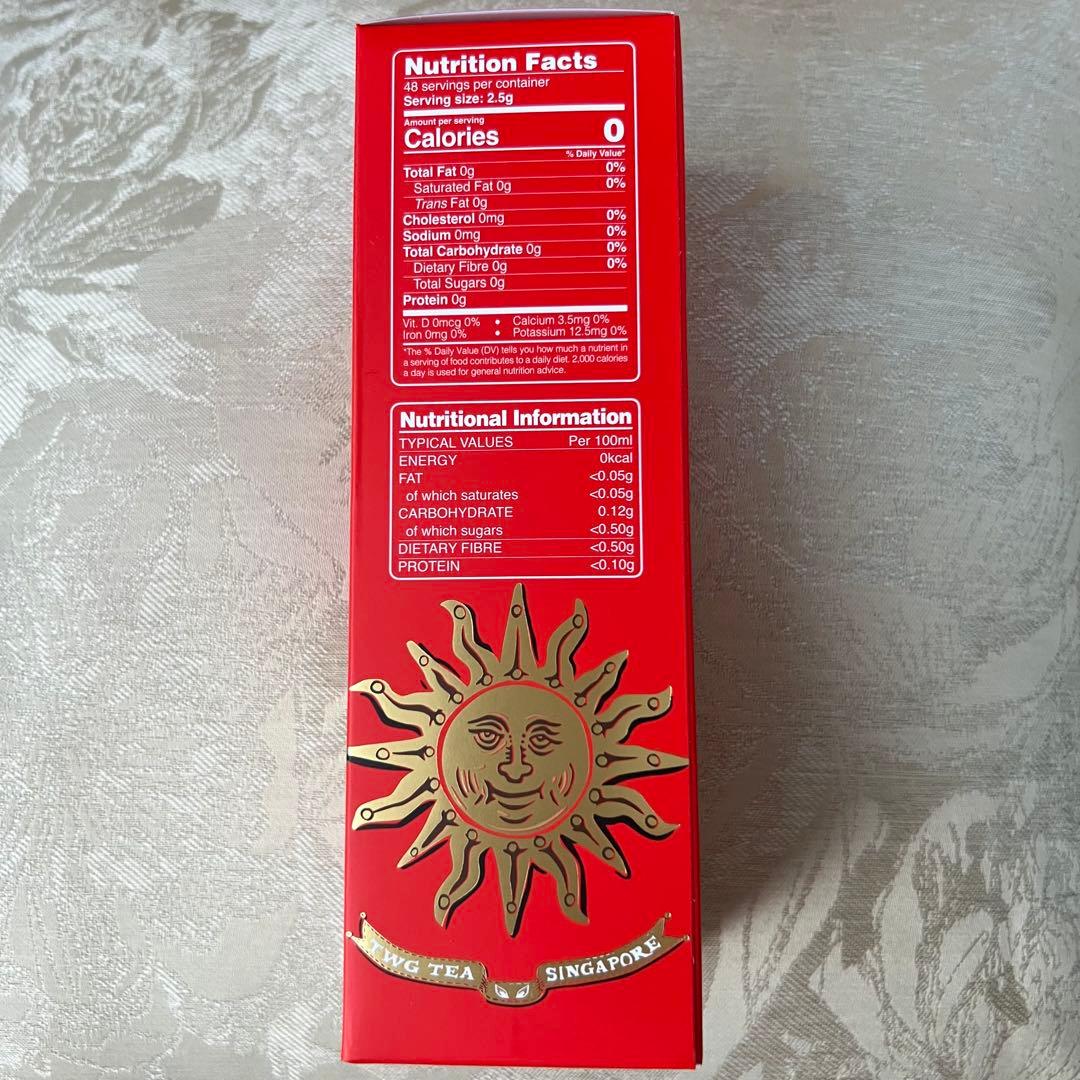 Nutrition Facts
48 servings per container
Serving size: 2.5g
Amount per serving
Calories 0
% Daily Value*
Total Fat 0g 0%
Saturated Fat 0g 0%
Trans Fat 0g
Cholesterol 0mg 0%
Sodium 0mg 0%
Total Carbohydrate 0g 0%
Dietary Fibre 0g 0%
Total Sugars 0g
Protein 0g
Vit. D 0mcg 0% • Calcium 3.5mg 0%
Iron 0mg 0% • Potassium 12.5mg 0%
*The % Daily Value (DV) tells you how much a nutrient in
a serving of food contributes to a daily diet. 2,000 calories
a day is used for general nutrition advice.
Nutritional Information
TYPICAL VALUES Per 100ml
ENERGY 0kcal
FAT <0.05g
of which saturates <0.05g
CARBOHYDRATE 0.12g
of which sugars <0.50g
DIETARY FIBRE <0.50g
PROTEIN <0.10g
TWG TEA SINGAPORE